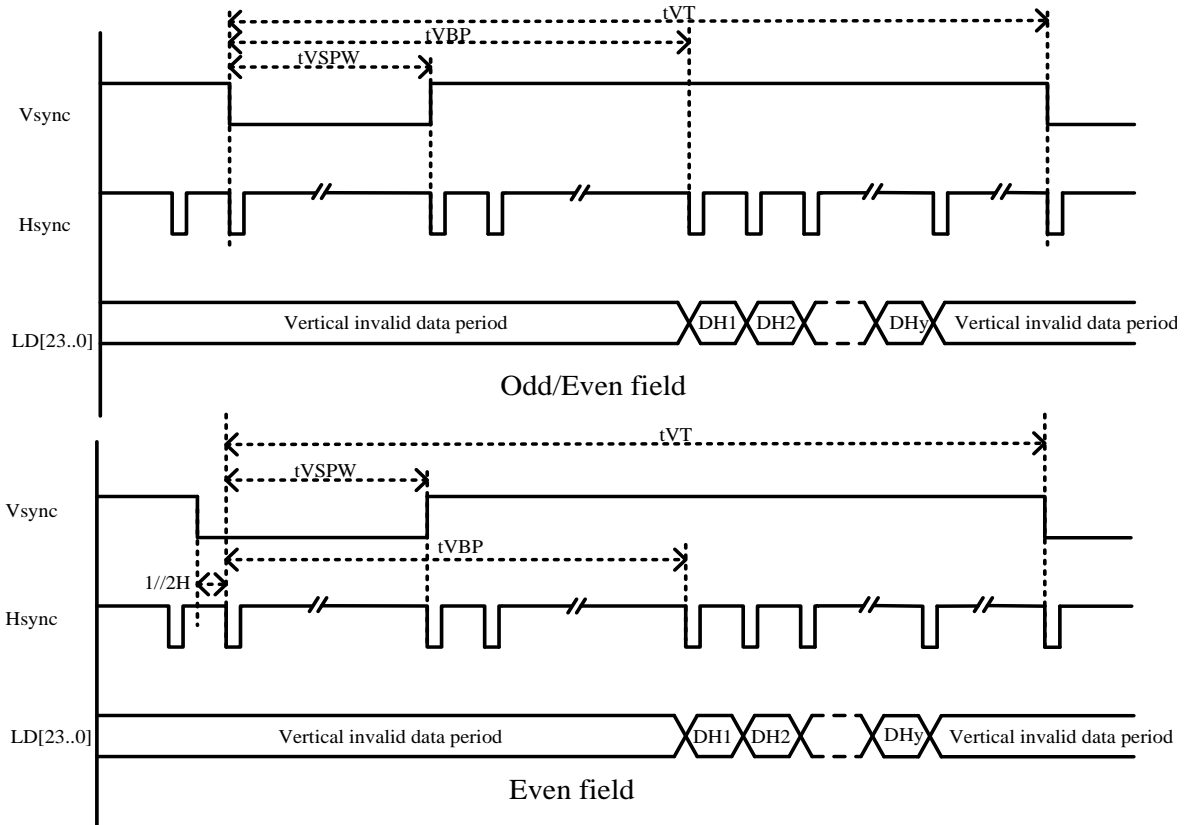 tVT
tVBP
tVSPW
Vsync
Hsync
LD[23..0]
Vertical invalid data period
DH1
DH2
DHy
Vertical invalid data period
Odd/Even field
tVT
tVSPW
Vsync
tVBP
1//2H
Hsync
LD[23..0]
Vertical invalid data period
DH1
DH2
DHy
Vertical invalid data period
Even field